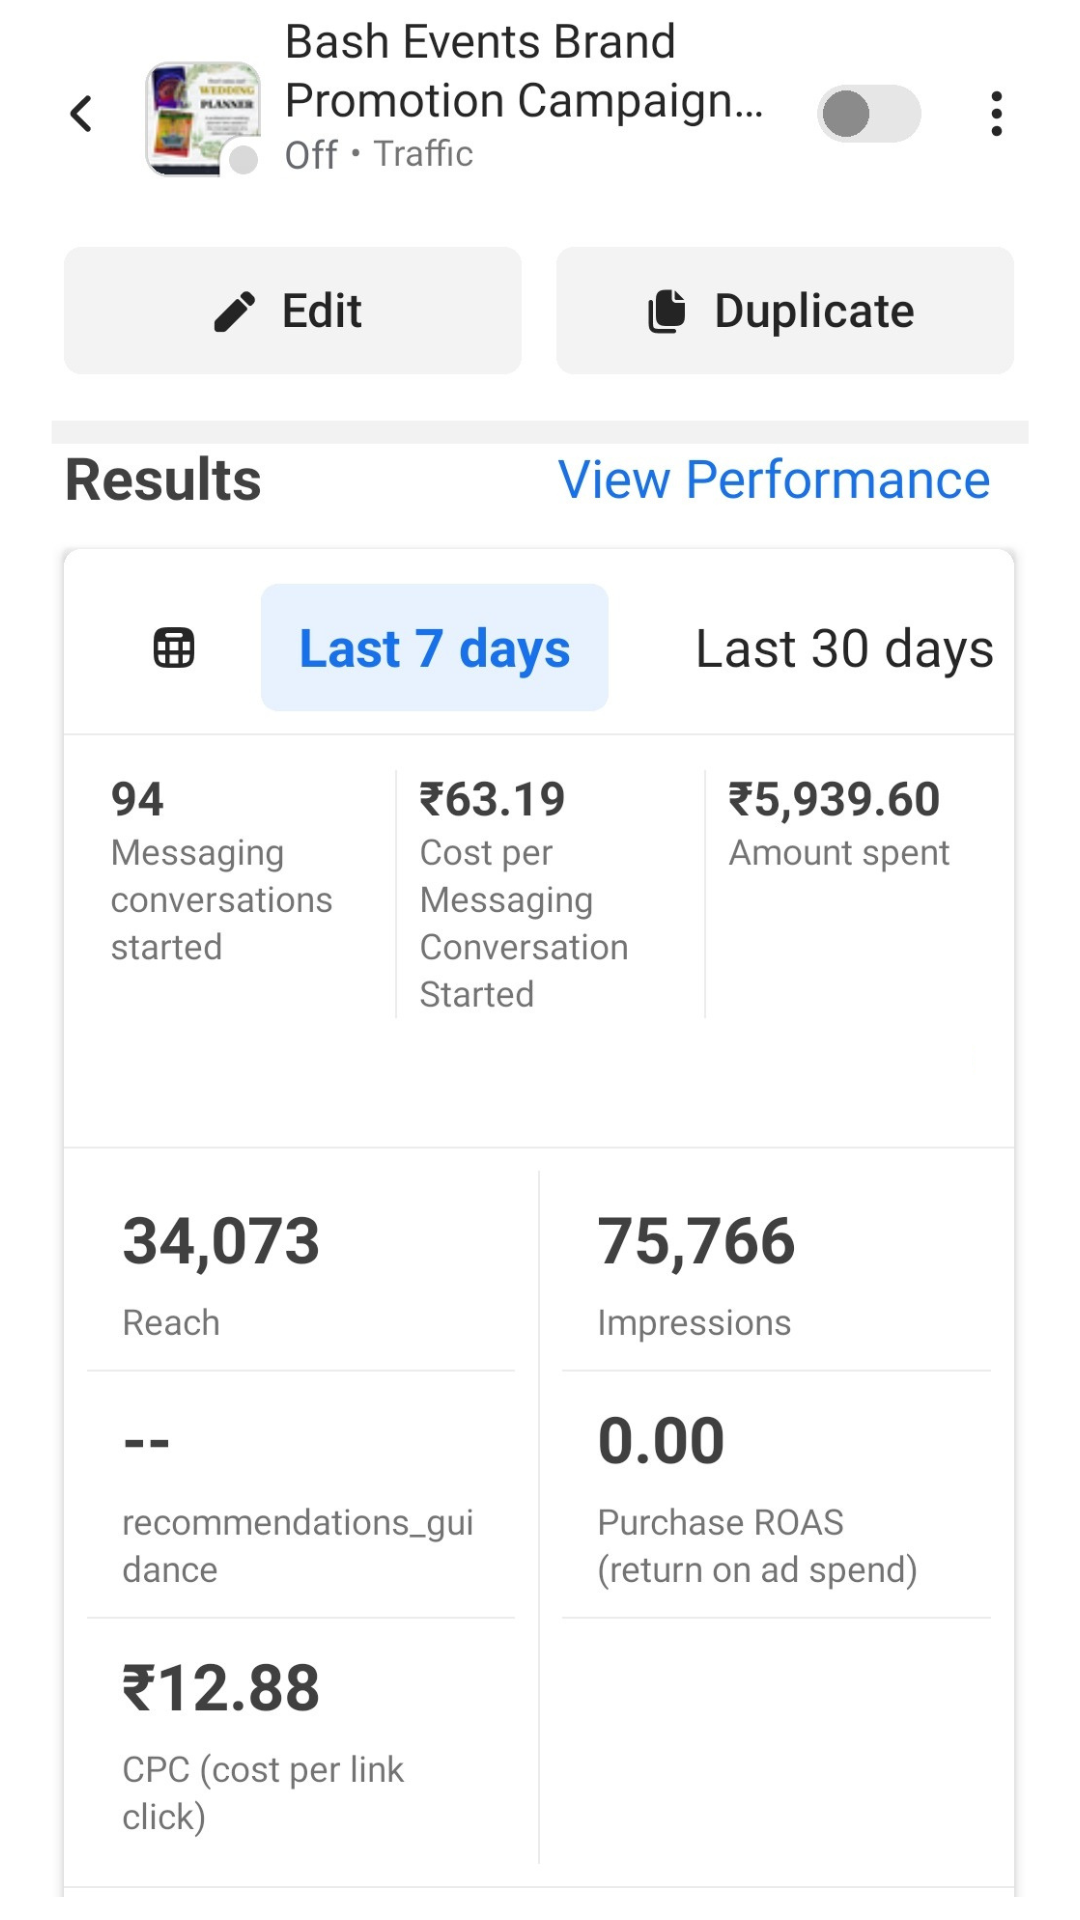 Bash Events Brand
Promotion Campaign...
Off • Traffic
WEDDING
PLANNER
Edit
Duplicate
Results
View Performance
Last 7 days
Last 30 days
94
Messaging
conversations
started
₹63.19
Cost per
Messaging
Conversation
Started
₹5,939.60
Amount spent
34,073
Reach
75,766
Impressions
--
recommendations_gui
dance
0.00
Purchase ROAS
(return on ad spend)
₹12.88
CPC (cost per link
click)